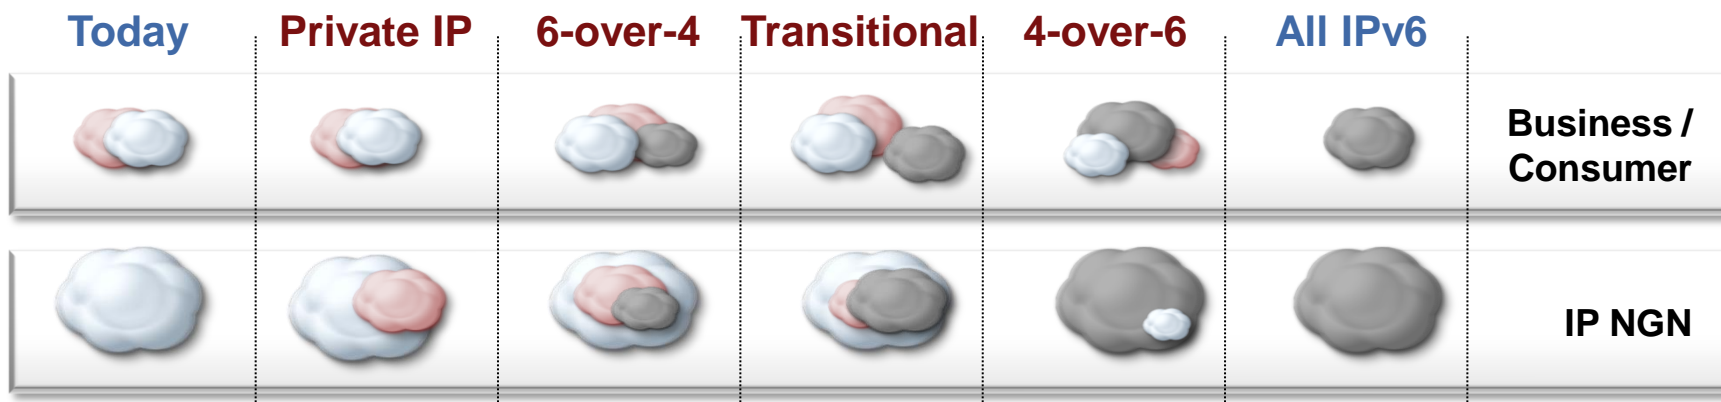 Today Private IP 6-over-4 Transitional 4-over-6 All IPv6
Business /
Consumer
IP NGN